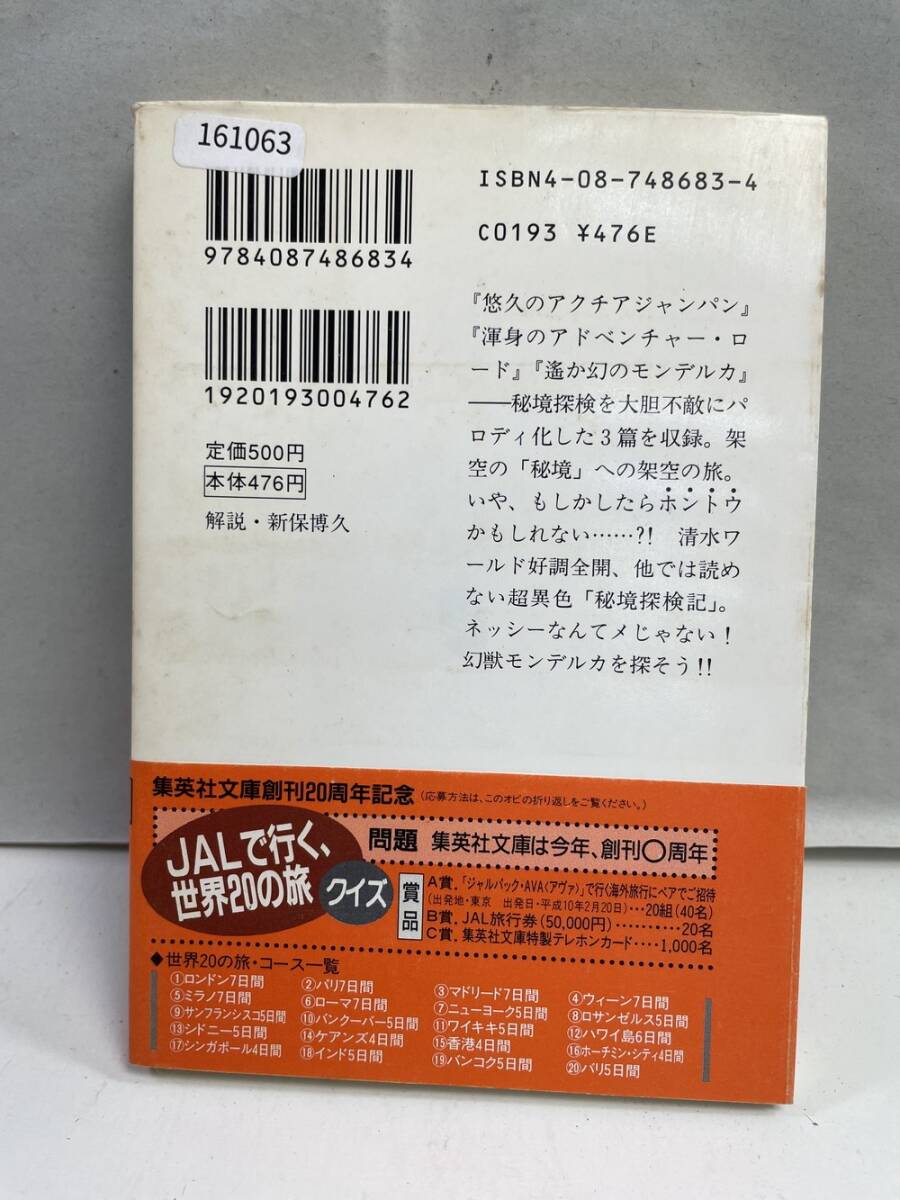 161063
9784087486834
1920193004762
定価500円
本体476円
解説・新保博久
ISBN4-08-748683-4
C0193 ¥476E
『悠久のアクチアジャンパン』
『渾身のアドベンチャー・ロ
ード』『遙か幻のモンデルカ』
――秘境探検を大胆不敵にパ
ロディ化した3篇を収録。架
空の「秘境」への架空の旅。
いや、もしかしたらホントウ
かもしれない……?! 清水ワ
ールド好調全開、他では読め
ない超異色「秘境探検記」。
ネッシーなんてメじゃない!
幻獣モンデルカを探そう!!
集英社文庫創刊20周年記念(応募方法は、このオビの折り返しをご覧ください。)
JALで行く、
世界20の旅
クイズ
問題 集英社文庫は今年、創刊〇周年
賞品
A賞.「ジャルパック・AVA〈アヴァ〉」で行く海外旅行にペアでご招待
(出発地・東京 出発日・平成10年2月20日)…20組(40名)
B賞.JAL旅行券(50,000円)……20名
C賞.集英社文庫特製テレホンカード……1,000名
◆世界20の旅・コース一覧
①ロンドン7日間 ②パリ7日間 ③マドリード7日間 ④ウィーン7日間
⑤ミラノ7日間 ⑥ローマ7日間 ⑦ニューヨーク5日間 ⑧ロサンゼルス5日間
⑨サンフランシスコ5日間 ⑩バンクーバー5日間 ⑪ワイキキ5日間 ⑫ハワイ島6日間
⑬シドニー5日間 ⑭ケアンズ4日間 ⑮香港4日間 ⑯ホーチミン・シティ4日間
⑰シンガポール4日間 ⑱インド5日間 ⑲バンコク5日間 ⑳バリ5日間